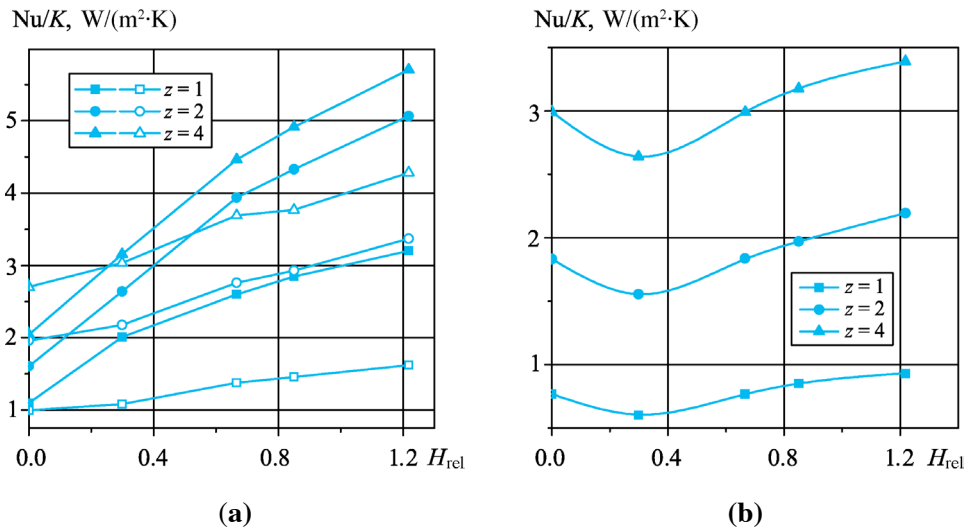 Nu/K, W/(m²·K)
5
4
3
2
1
z = 1
z = 2
z = 4
0 0.4 0.8 1.2 H_rel
(a)
Nu/K, W/(m²·K)
3
2
1
z = 1
z = 2
z = 4
0.0 0.4 0.8 1.2 H_rel
(b)